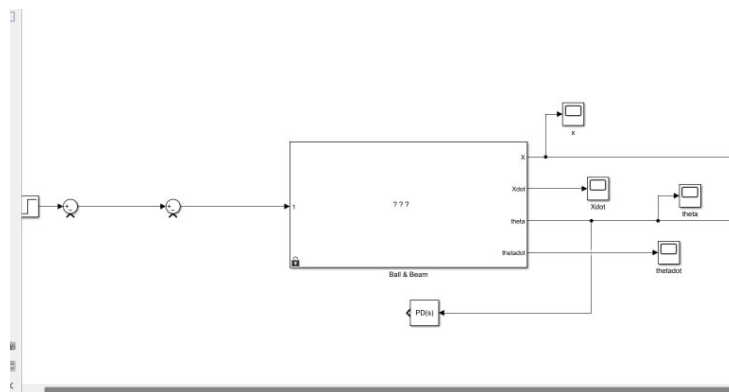 x
X
Xdot
? ? ?
Xdot
τ
theta
theta
thetadot
thetadot
Ball & Beam
PD(s)